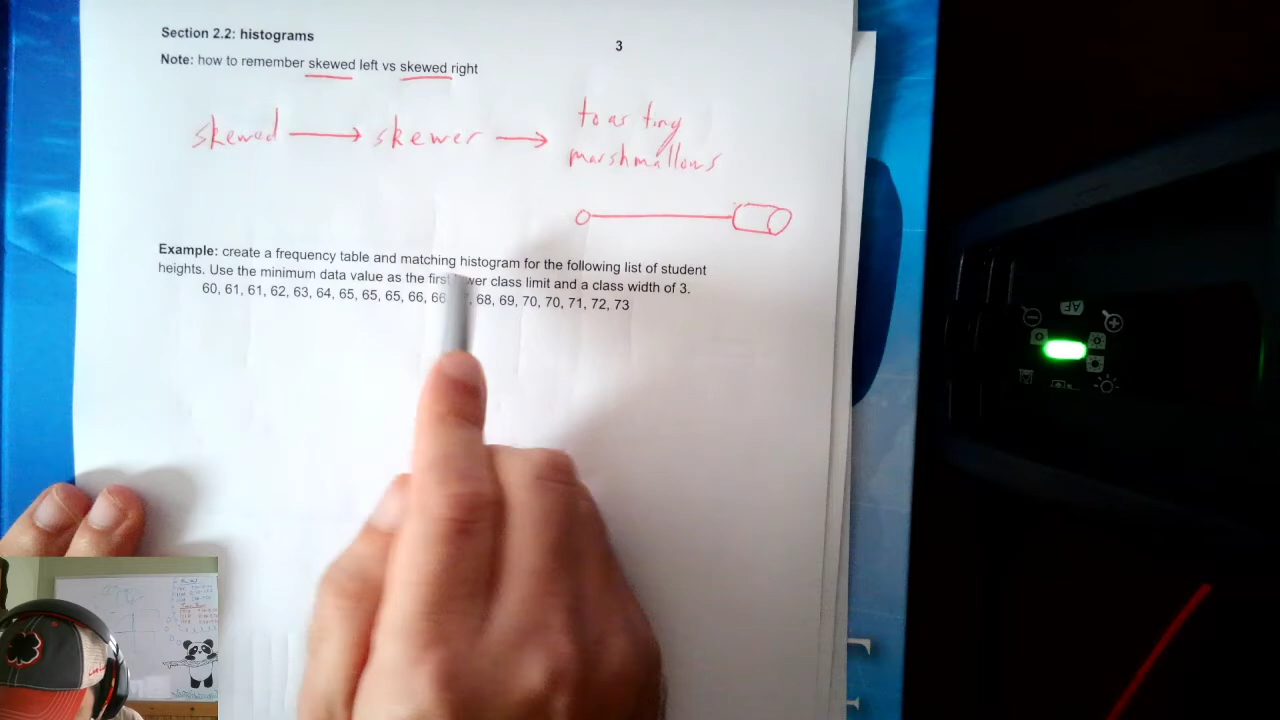 Section 2.2: histograms
3
Note: how to remember skewed left vs skewed right
skewed → skewer → toasting
marshmallows
Example: create a frequency table and matching histogram for the following list of student
heights. Use the minimum data value as the first class limit and a class width of 3.
60, 61, 61, 62, 63, 64, 65, 65, 65, 66, 66, 68, 69, 70, 70, 71, 72, 73
AF